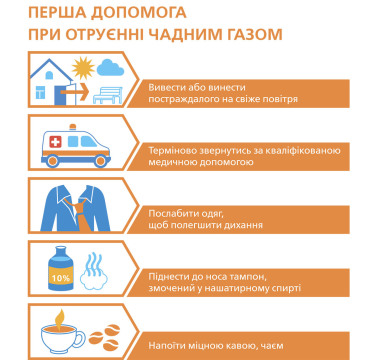 ПЕРША ДОПОМОГА
ПРИ ОТРУЄННІ ЧАДНИМ ГАЗОМ
Вивести або винести
постраждалого на свіже повітря
Терміново звернутись за кваліфікованою
медичною допомогою
Послабити одяг,
щоб полегшити дихання
10%
Піднести до носа тампон,
змочений у нашатирному спирті
Напоїти міцною кавою, чаєм